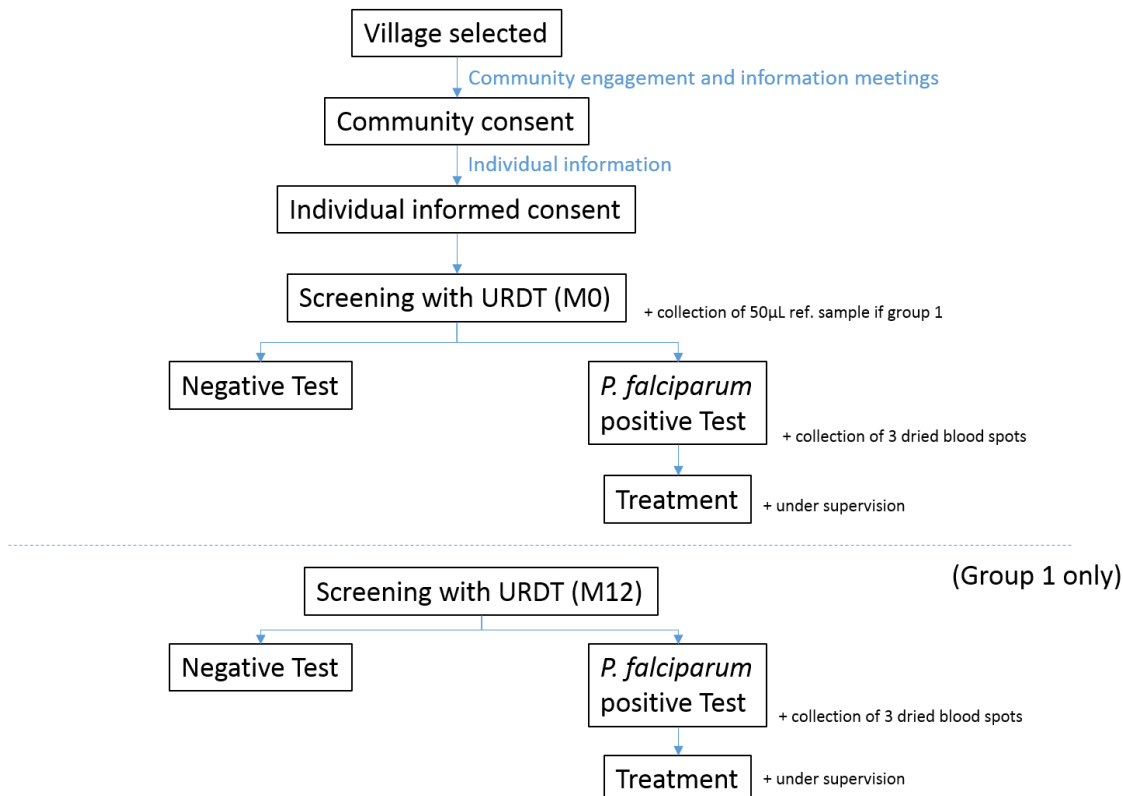 Village selected
Community engagement and information meetings
Community consent
Individual information
Individual informed consent
Screening with URDT (M0)
+ collection of 50µL ref. sample if group 1
Negative Test
P. falciparum
positive Test
+ collection of 3 dried blood spots
Treatment
+ under supervision
(Group 1 only)
Screening with URDT (M12)
Negative Test
P. falciparum
positive Test
+ collection of 3 dried blood spots
Treatment
+ under supervision